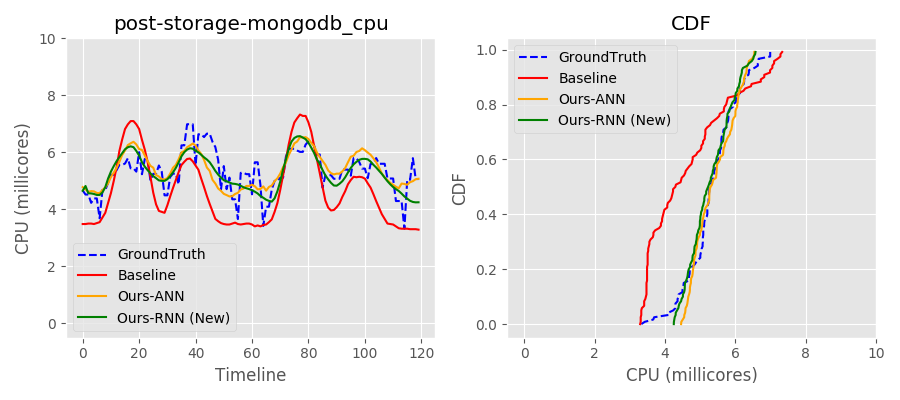 post-storage-mongodb_cpu
10
8
6
4
2
0
CPU (millicores)
GroundTruth
Baseline
Ours-ANN
Ours-RNN (New)
0 20 40 60 80 100 120
Timeline
CDF
1.0
0.8
0.6
0.4
0.2
0.0
CDF
GroundTruth
Baseline
Ours-ANN
Ours-RNN (New)
0 2 4 6 8 10
CPU (millicores)